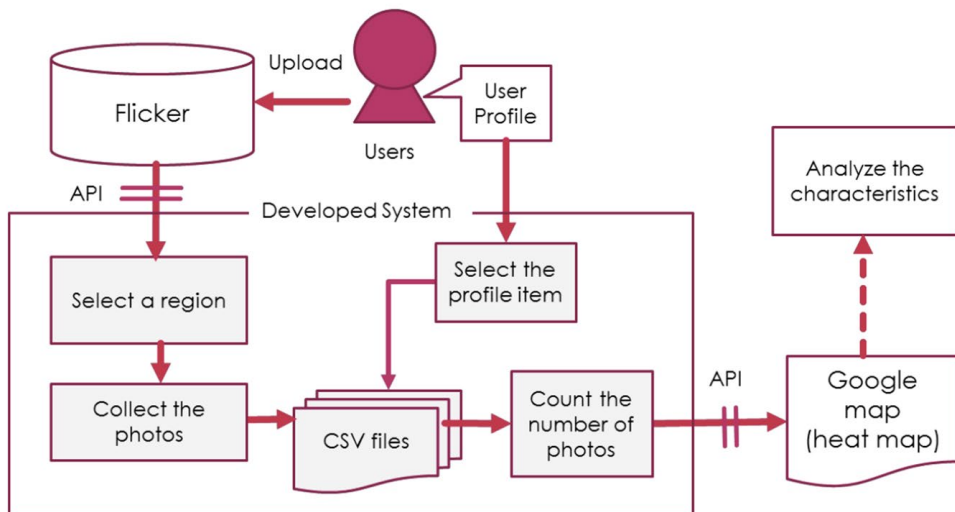 Upload
Flicker
User
Profile
Users
API
Developed System
Analyze the
characteristics
Select a region
Select the
profile item
Collect the
photos
CSV files
Count the
number of
photos
API
Google
map
(heat map)